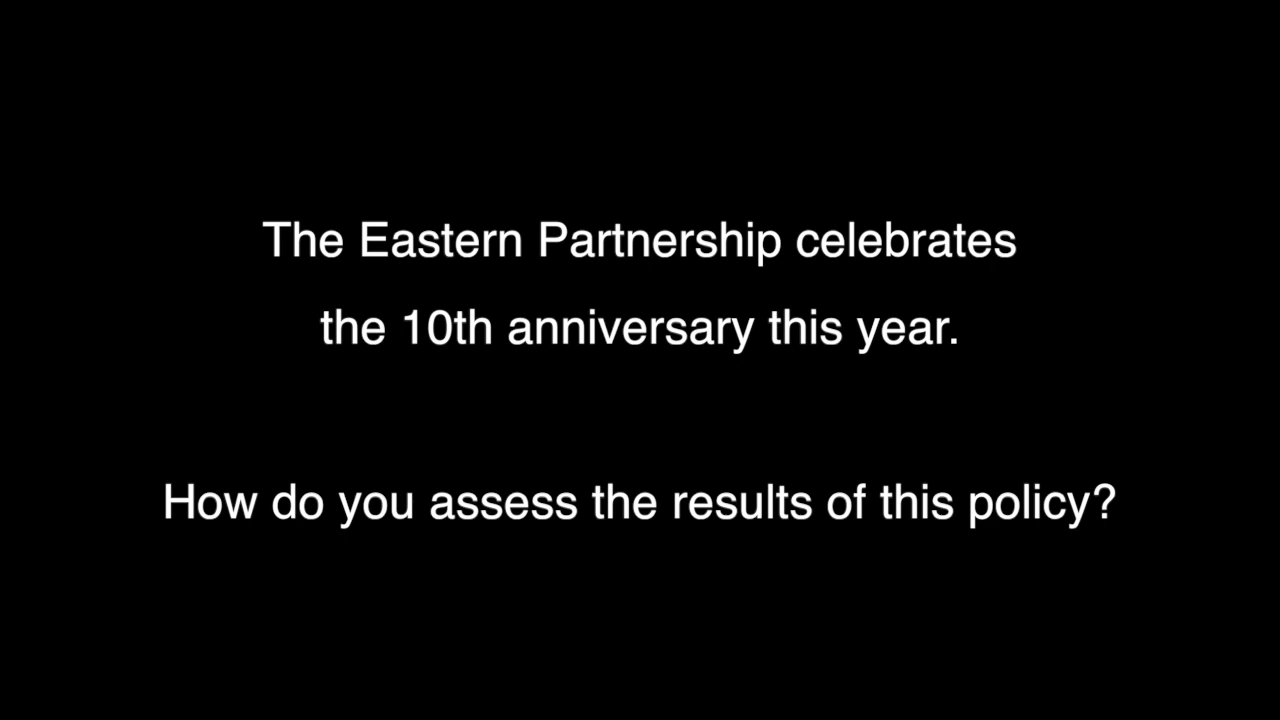 The Eastern Partnership celebrates
the 10th anniversary this year.
How do you assess the results of this policy?